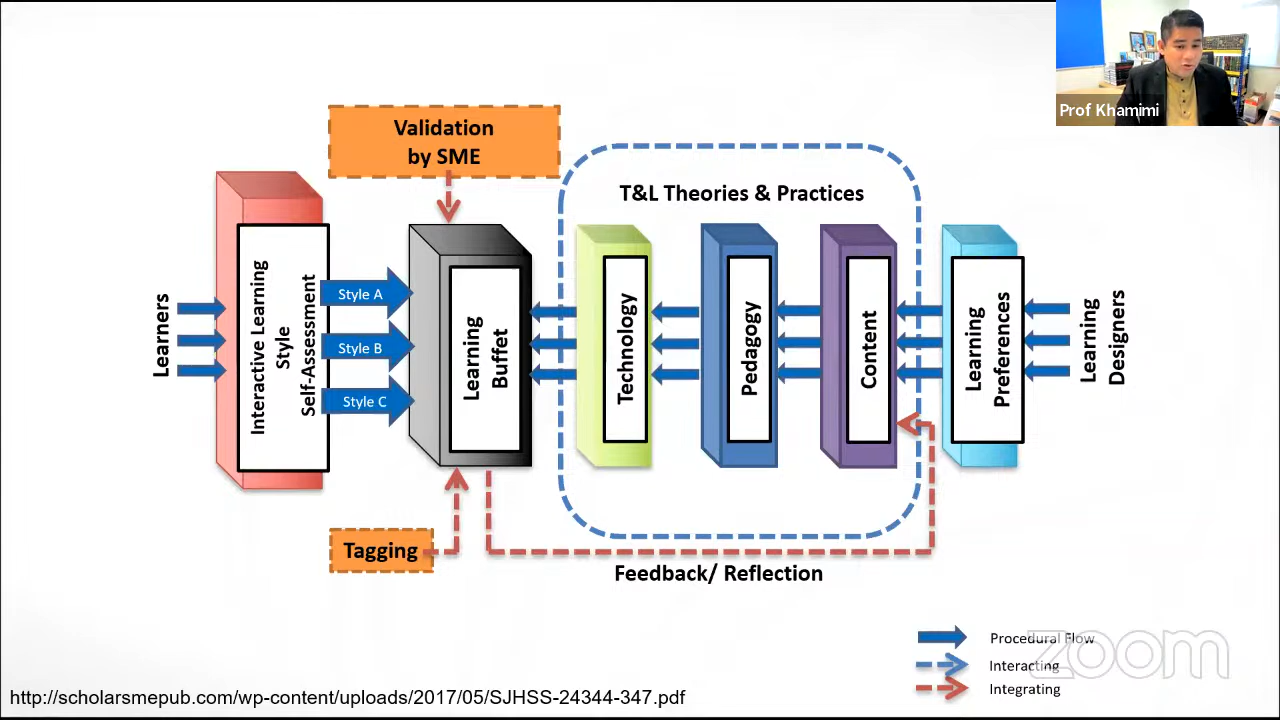 Prof Khamimi
Validation
by SME
T&L Theories & Practices
Learners
Interactive Learning
Style
Self-Assessment
Style A
Style B
Style C
Learning
Buffet
Technology
Pedagogy
Content
Learning
Preferences
Learning
Designers
Tagging
Feedback/ Reflection
Procedural Flow
Interacting
Integrating
zoom
http://scholarsmepub.com/wp-content/uploads/2017/05/SJHSS-24344-347.pdf